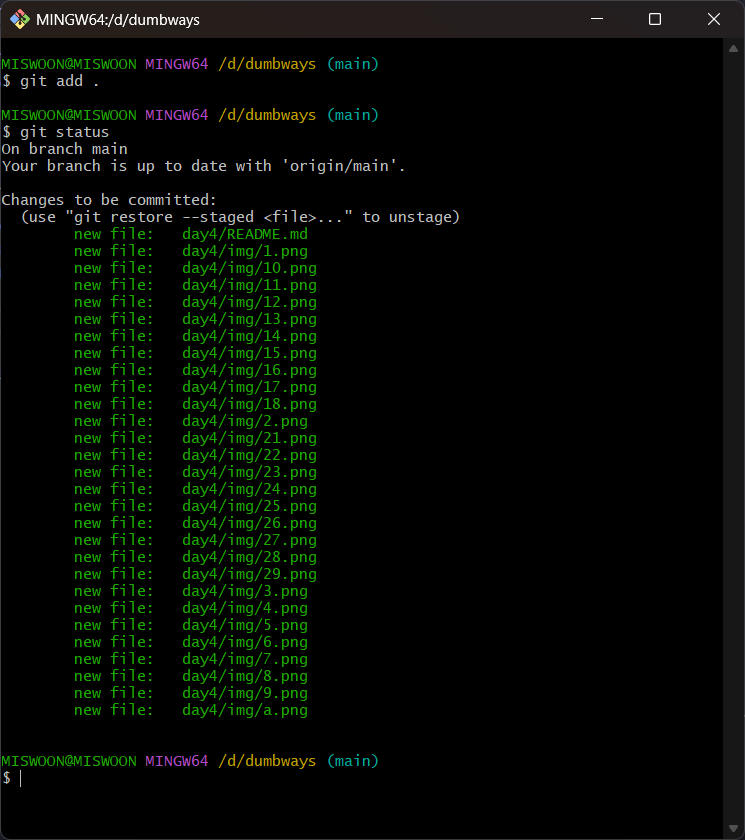 MINGW64:/d/dumbways
MISWOON@MISWOON MINGW64 /d/dumbways (main)
$ git add .
MISWOON@MISWOON MINGW64 /d/dumbways (main)
$ git status
On branch main
Your branch is up to date with 'origin/main'.
Changes to be committed:
  (use "git restore --staged <file>..." to unstage)
        new file:   day4/README.md
        new file:   day4/img/1.png
        new file:   day4/img/10.png
        new file:   day4/img/11.png
        new file:   day4/img/12.png
        new file:   day4/img/13.png
        new file:   day4/img/14.png
        new file:   day4/img/15.png
        new file:   day4/img/16.png
        new file:   day4/img/17.png
        new file:   day4/img/18.png
        new file:   day4/img/2.png
        new file:   day4/img/21.png
        new file:   day4/img/22.png
        new file:   day4/img/23.png
        new file:   day4/img/24.png
        new file:   day4/img/25.png
        new file:   day4/img/26.png
        new file:   day4/img/27.png
        new file:   day4/img/28.png
        new file:   day4/img/29.png
        new file:   day4/img/3.png
        new file:   day4/img/4.png
        new file:   day4/img/5.png
        new file:   day4/img/6.png
        new file:   day4/img/7.png
        new file:   day4/img/8.png
        new file:   day4/img/9.png
        new file:   day4/img/a.png
MISWOON@MISWOON MINGW64 /d/dumbways (main)
$